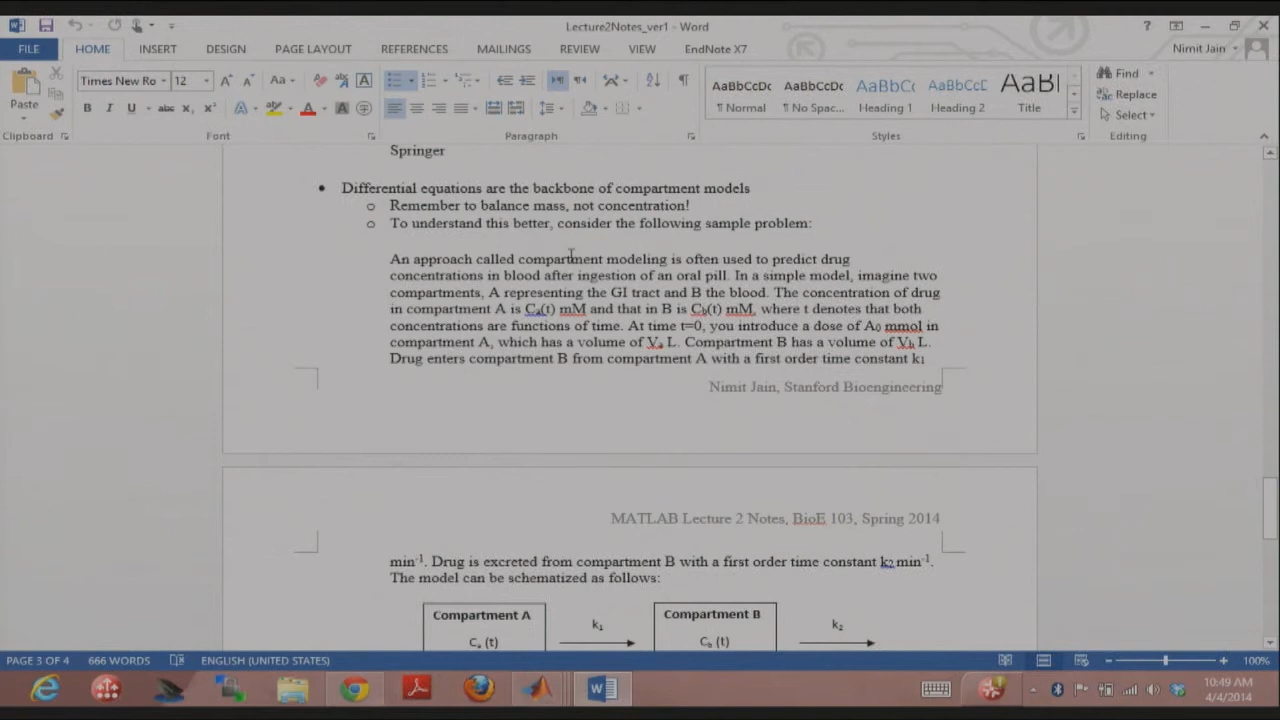 Lecture2Notes_ver1 - Word
FILE HOME INSERT DESIGN PAGE LAYOUT REFERENCES MAILINGS REVIEW VIEW EndNote X7
Nimit Jain
Paste
Times New Ro 12
Aa
B I U abc X₂ X²
Clipboard Font Paragraph Styles Editing
AaBbCcDc AaBbCcDc AaBbC( AaBbCcD AaBl
¶ Normal ¶ No Spac... Heading 1 Heading 2 Title
Find
Replace
Select
Springer
• Differential equations are the backbone of compartment models
o Remember to balance mass, not concentration!
o To understand this better, consider the following sample problem:
An approach called compartment modeling is often used to predict drug
concentrations in blood after ingestion of an oral pill. In a simple model, imagine two
compartments, A representing the GI tract and B the blood. The concentration of drug
in compartment A is Cₐ(t) mM and that in B is C_b(t) mM, where t denotes that both
concentrations are functions of time. At time t=0, you introduce a dose of A₀ mmol in
compartment A, which has a volume of Vₐ L. Compartment B has a volume of V_b L.
Drug enters compartment B from compartment A with a first order time constant k₁
Nimit Jain, Stanford Bioengineering
MATLAB Lecture 2 Notes, BioE 103, Spring 2014
min⁻¹. Drug is excreted from compartment B with a first order time constant k₂ min⁻¹.
The model can be schematized as follows:
Compartment A
Cₐ (t)
k₁
Compartment B
C_b (t)
k₂
PAGE 3 OF 4 666 WORDS ENGLISH (UNITED STATES) 100%
10:49 AM
4/4/2014